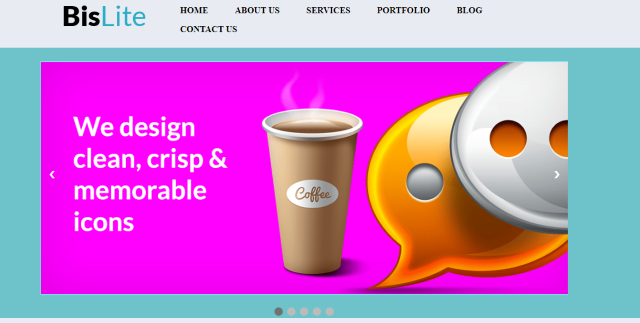 BisLite
HOME ABOUT US SERVICES PORTFOLIO BLOG
CONTACT US
We design
clean, crisp &
memorable
icons
Coffee